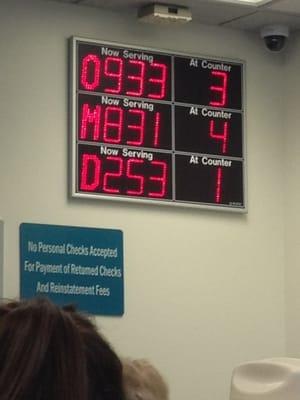 Now Serving At Counter
O933 3
Now Serving At Counter
M831 4
Now Serving At Counter
D253 1
No Personal Checks Accepted
For Payment of Returned Checks
And Reinstatement Fees